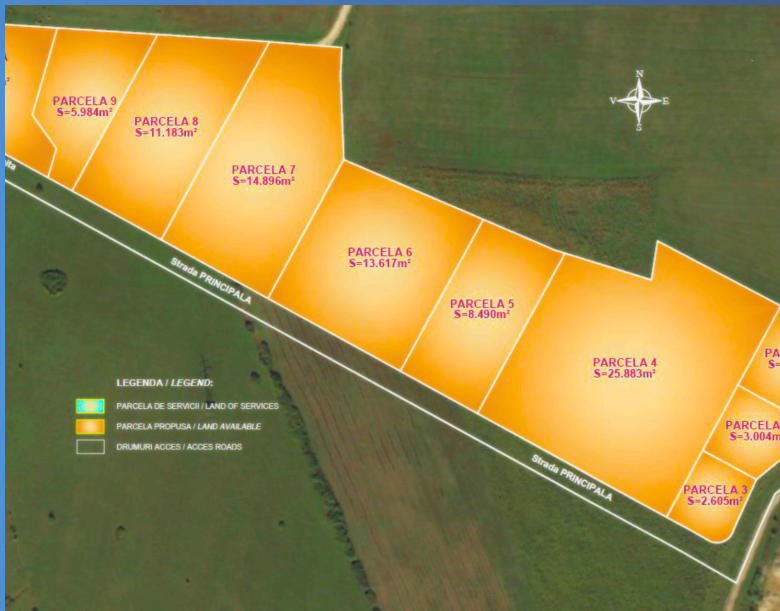 PARCELA 9
S=5.984m²
PARCELA 8
S=11.183m²
PARCELA 7
S=14.896m²
PARCELA 6
S=13.617m²
PARCELA 5
S=8.490m²
PARCELA 4
S=25.883m²
PARCELA
S=3.004m
PARCELA 3
S=2.605m²
N
V E
S
Strada PRINCIPALA
Strada PRINCIPALA
LEGENDA / LEGEND:
PARCELA DE SERVICII / LAND OF SERVICES
PARCELA PROPUSA / LAND AVAILABLE
DRUMURI ACCES / ACCES ROADS